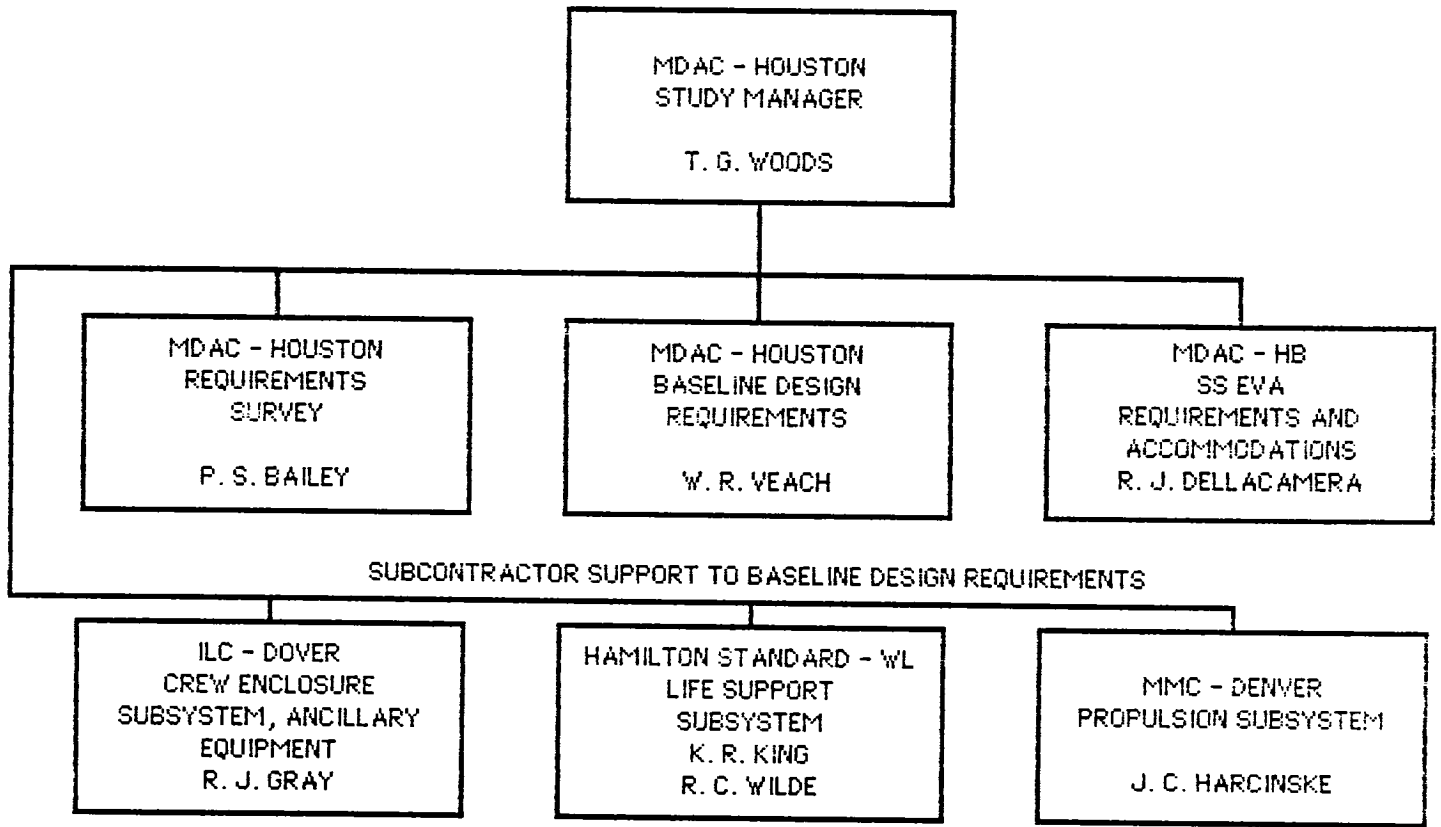 MDAC - HOUSTON
STUDY MANAGER
T. G. WOODS
MDAC - HOUSTON
REQUIREMENTS
SURVEY
P. S. BAILEY
MDAC - HOUSTON
BASELINE DESIGN
REQUIREMENTS
W. R. VEACH
MDAC - HB
SS EVA
REQUIREMENTS AND
ACCOMMODATIONS
R. J. DELLACAMERA
SUBCONTRACTOR SUPPORT TO BASELINE DESIGN REQUIREMENTS
ILC - DOVER
CREW ENCLOSURE
SUBSYSTEM, ANCILLARY
EQUIPMENT
R. J. GRAY
HAMILTON STANDARD - WL
LIFE SUPPORT
SUBSYSTEM
K. R. KING
R. C. WILDE
MMC - DENVER
PROPULSION SUBSYSTEM
J. C. HARCINSKE